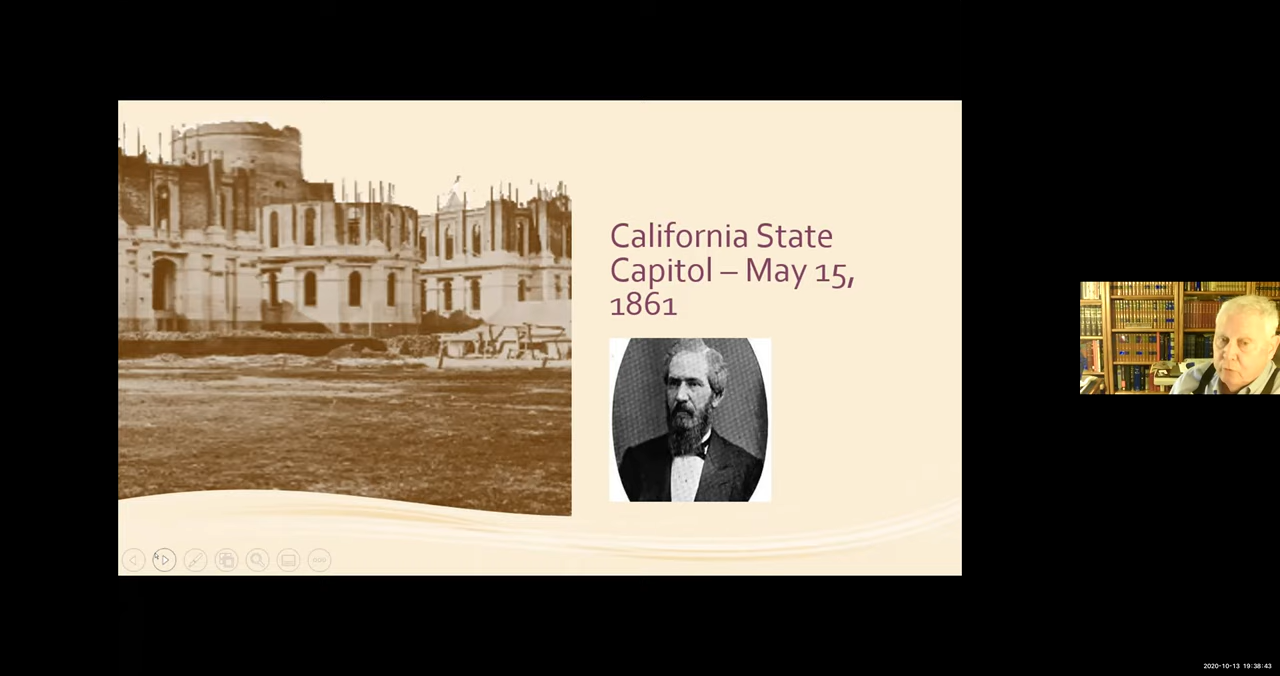 California State
Capitol – May 15,
1861
2020-10-13 19:38:43